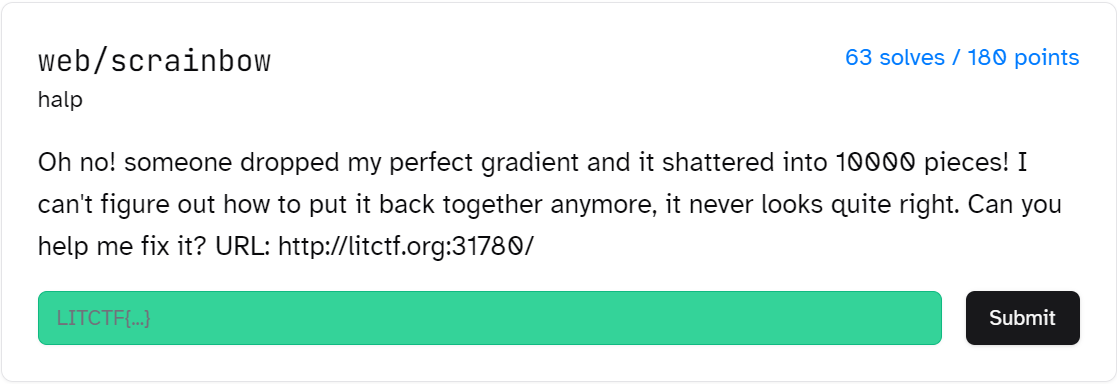 web/scrainbow
63 solves / 180 points
halp
Oh no! someone dropped my perfect gradient and it shattered into 10000 pieces! I
can't figure out how to put it back together anymore, it never looks quite right. Can you
help me fix it? URL: http://litctf.org:31780/
LITCTF{...}
Submit